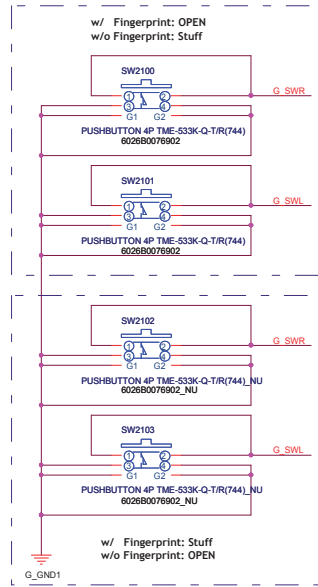 w/ Fingerprint: OPEN
w/o Fingerprint: Stuff
SW2100
G_SWR
1 2
3 4
G1 G2
PUSHBUTTON 4P TME-533K-Q-T/R(744)
6026B0076902
SW2101
G_SWL
1 2
3 4
G1 G2
PUSHBUTTON 4P TME-533K-Q-T/R(744)
6026B0076902
SW2102
G_SWR
1 2
3 4
G1 G2
PUSHBUTTON 4P TME-533K-Q-T/R(744)_NU
6026B0076902_NU
SW2103
G_SWL
1 2
3 4
G1 G2
PUSHBUTTON 4P TME-533K-Q-T/R(744)_NU
6026B0076902_NU
w/ Fingerprint: Stuff
w/o Fingerprint: OPEN
G_GND1